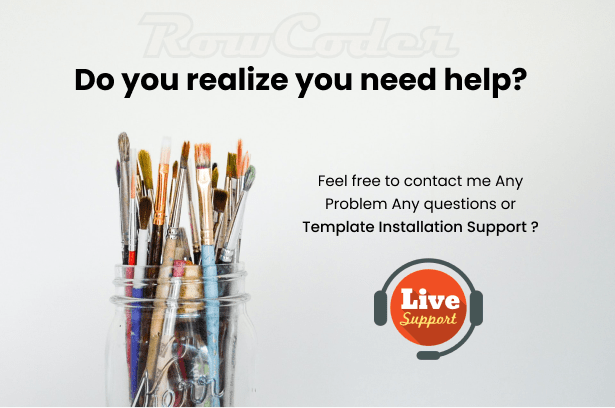 RowCoder
Do you realize you need help?
Feel free to contact me Any
Problem Any questions or
Template Installation Support ?
Live
Support